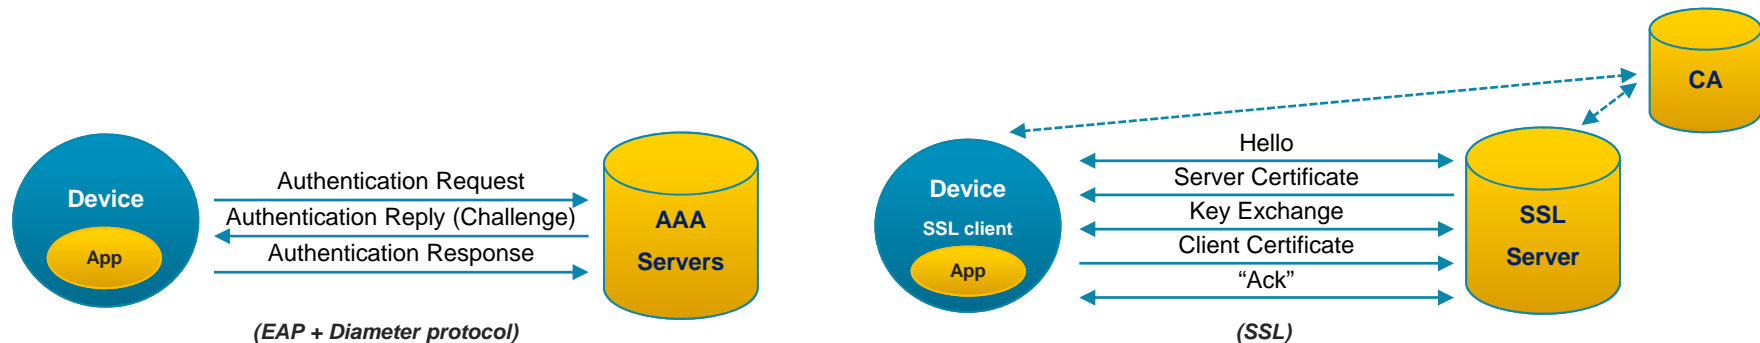 Device
App
Authentication Request
Authentication Reply (Challenge)
Authentication Response
AAA
Servers
(EAP + Diameter protocol)
CA
Device
SSL client
App
Hello
Server Certificate
Key Exchange
Client Certificate
“Ack”
SSL
Server
(SSL)